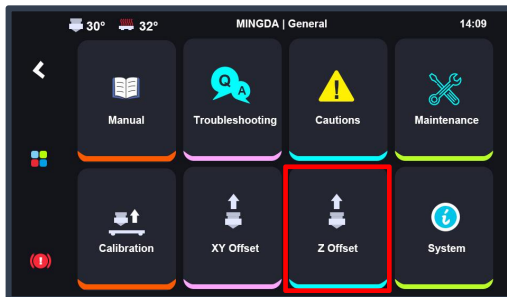 30° 32° MINGDA | General 14:09
Q A
Manual Troubleshooting Cautions Maintenance
Calibration XY Offset Z Offset System